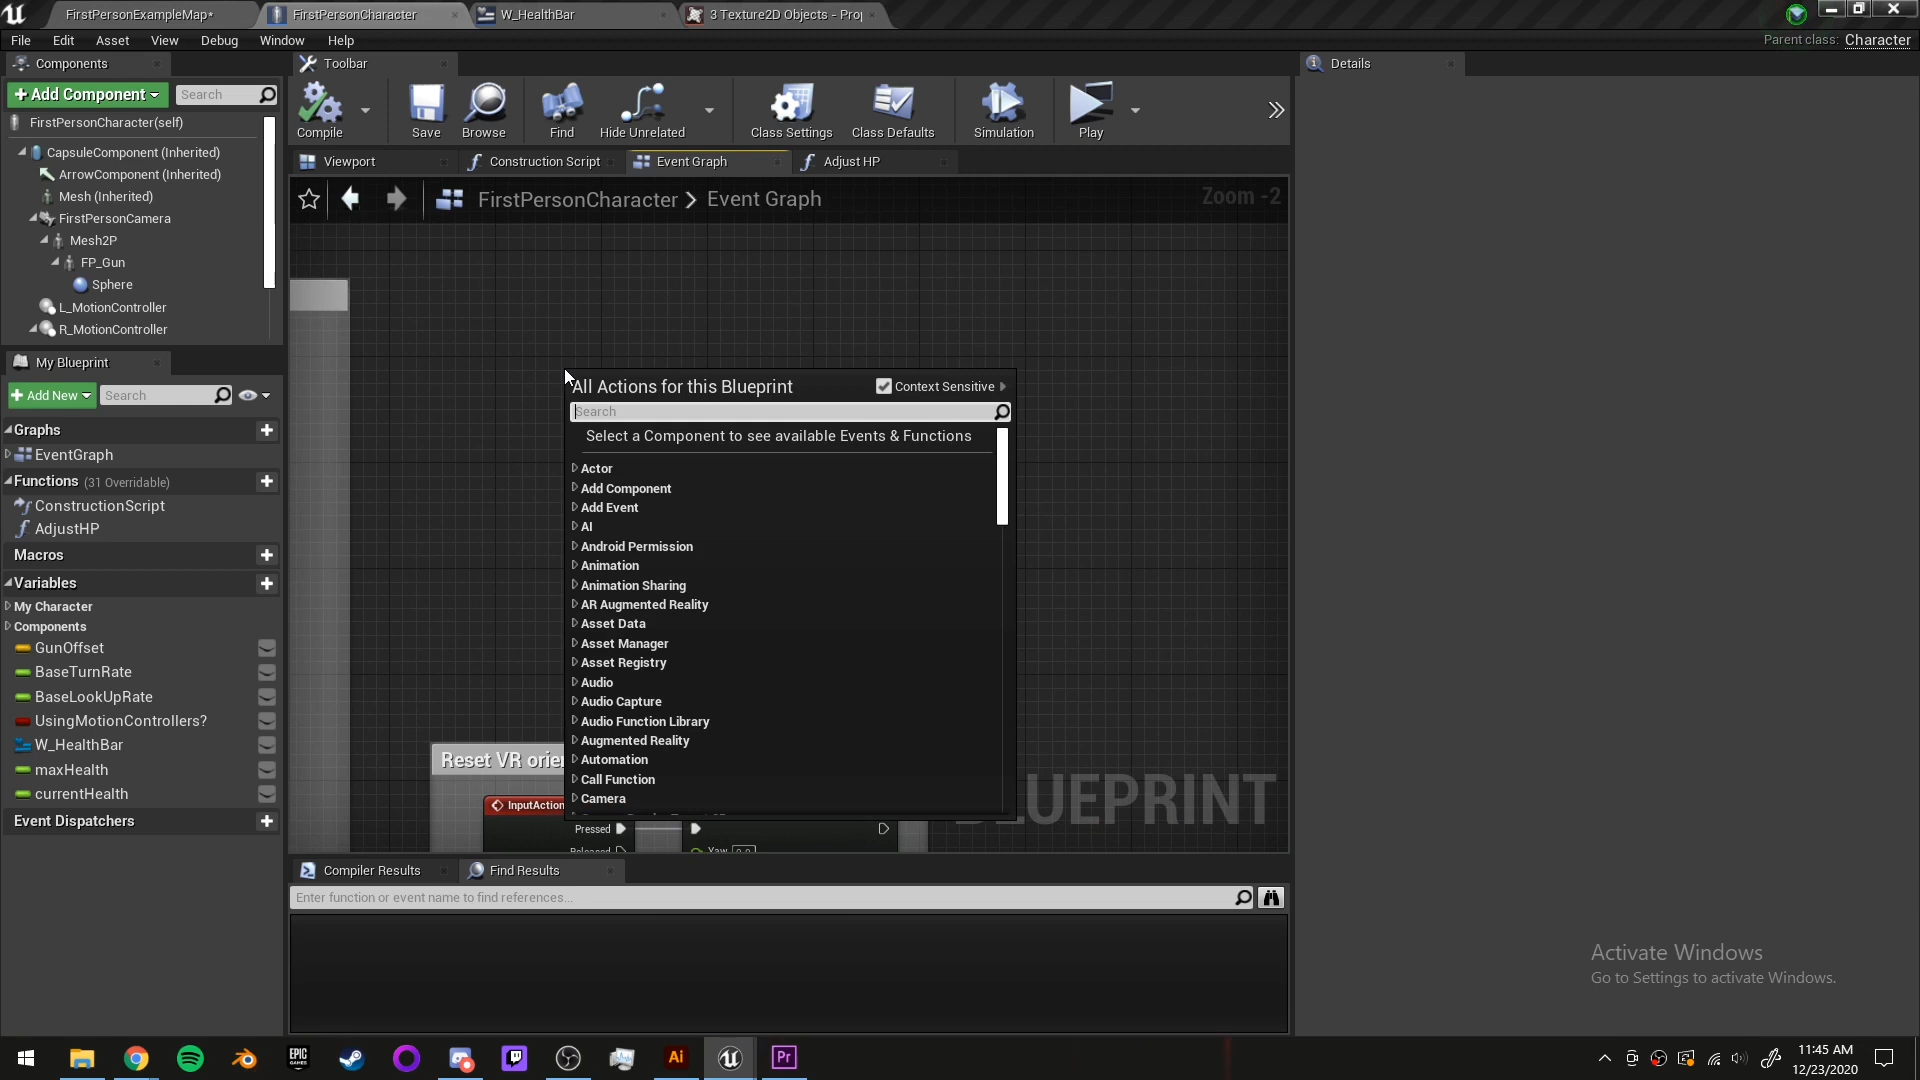 FirstPersonExampleMap*
FirstPersonCharacter
W_HealthBar
3 Texture2D Objects - Proj
File
Edit
Asset
View
Debug
Window
Help
Parent class: Character
Components
Toolbar
Details
+ Add Component
Search
Compile
Save
Browse
Find
Hide Unrelated
Class Settings
Class Defaults
Simulation
Play
FirstPersonCharacter(self)
CapsuleComponent (Inherited)
ArrowComponent (Inherited)
Mesh (Inherited)
FirstPersonCamera
Mesh2P
FP_Gun
Sphere
L_MotionController
R_MotionController
Viewport
Construction Script
Event Graph
Adjust HP
FirstPersonCharacter > Event Graph
Zoom -2
My Blueprint
+ Add New
Search
Graphs
EventGraph
Functions (31 Overridable)
ConstructionScript
AdjustHP
Macros
Variables
My Character
Components
GunOffset
BaseTurnRate
BaseLookUpRate
UsingMotionControllers?
W_HealthBar
maxHealth
currentHealth
Event Dispatchers
All Actions for this Blueprint
Context Sensitive
Search
Select a Component to see available Events & Functions
Actor
Add Component
Add Event
AI
Android Permission
Animation
Animation Sharing
AR Augmented Reality
Asset Data
Asset Manager
Asset Registry
Audio
Audio Capture
Audio Function Library
Augmented Reality
Automation
Call Function
Camera
Reset VR orie
InputAction
Pressed
Released
Yaw 0.0
LUEPRINT
Compiler Results
Find Results
Enter function or event name to find references...
Activate Windows
Go to Settings to activate Windows.
EPIC
GAMES
Ai
Pr
11:45 AM
12/23/2020